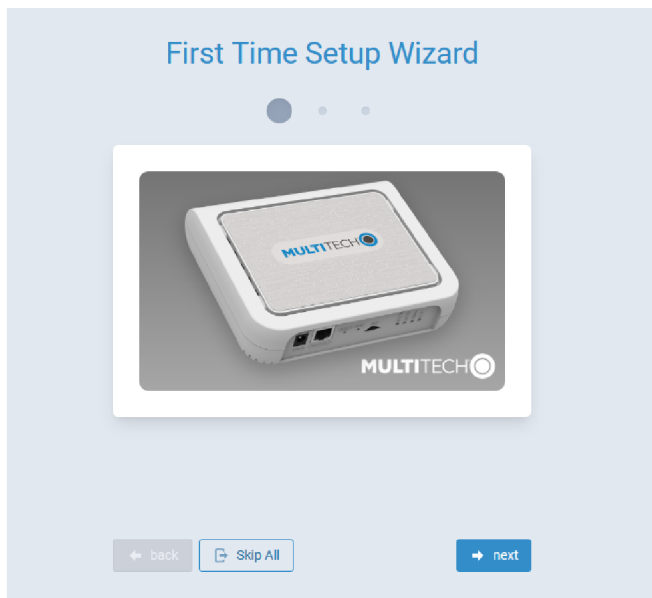 First Time Setup Wizard
MULTITECH
MULTITECH
back
Skip All
next